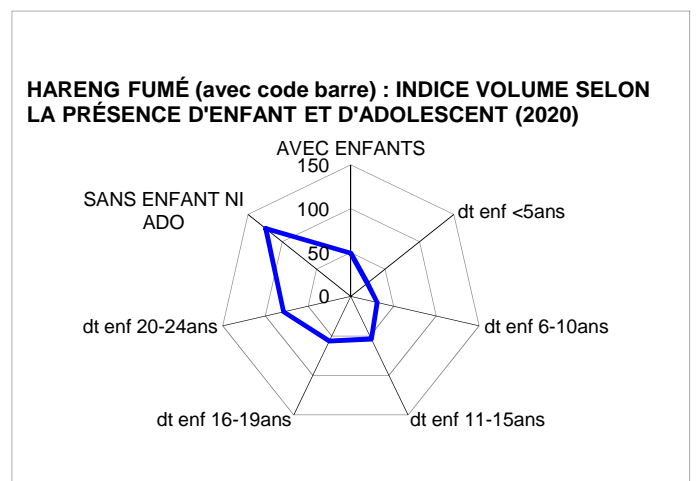 HARENG FUMÉ (avec code barre) : INDICE VOLUME SELON
LA PRÉSENCE D'ENFANT ET D'ADOLESCENT (2020)
AVEC ENFANTS
150
SANS ENFANT NI
ADO
dt enf <5ans
100
50
0
dt enf 20-24ans
dt enf 6-10ans
dt enf 16-19ans
dt enf 11-15ans